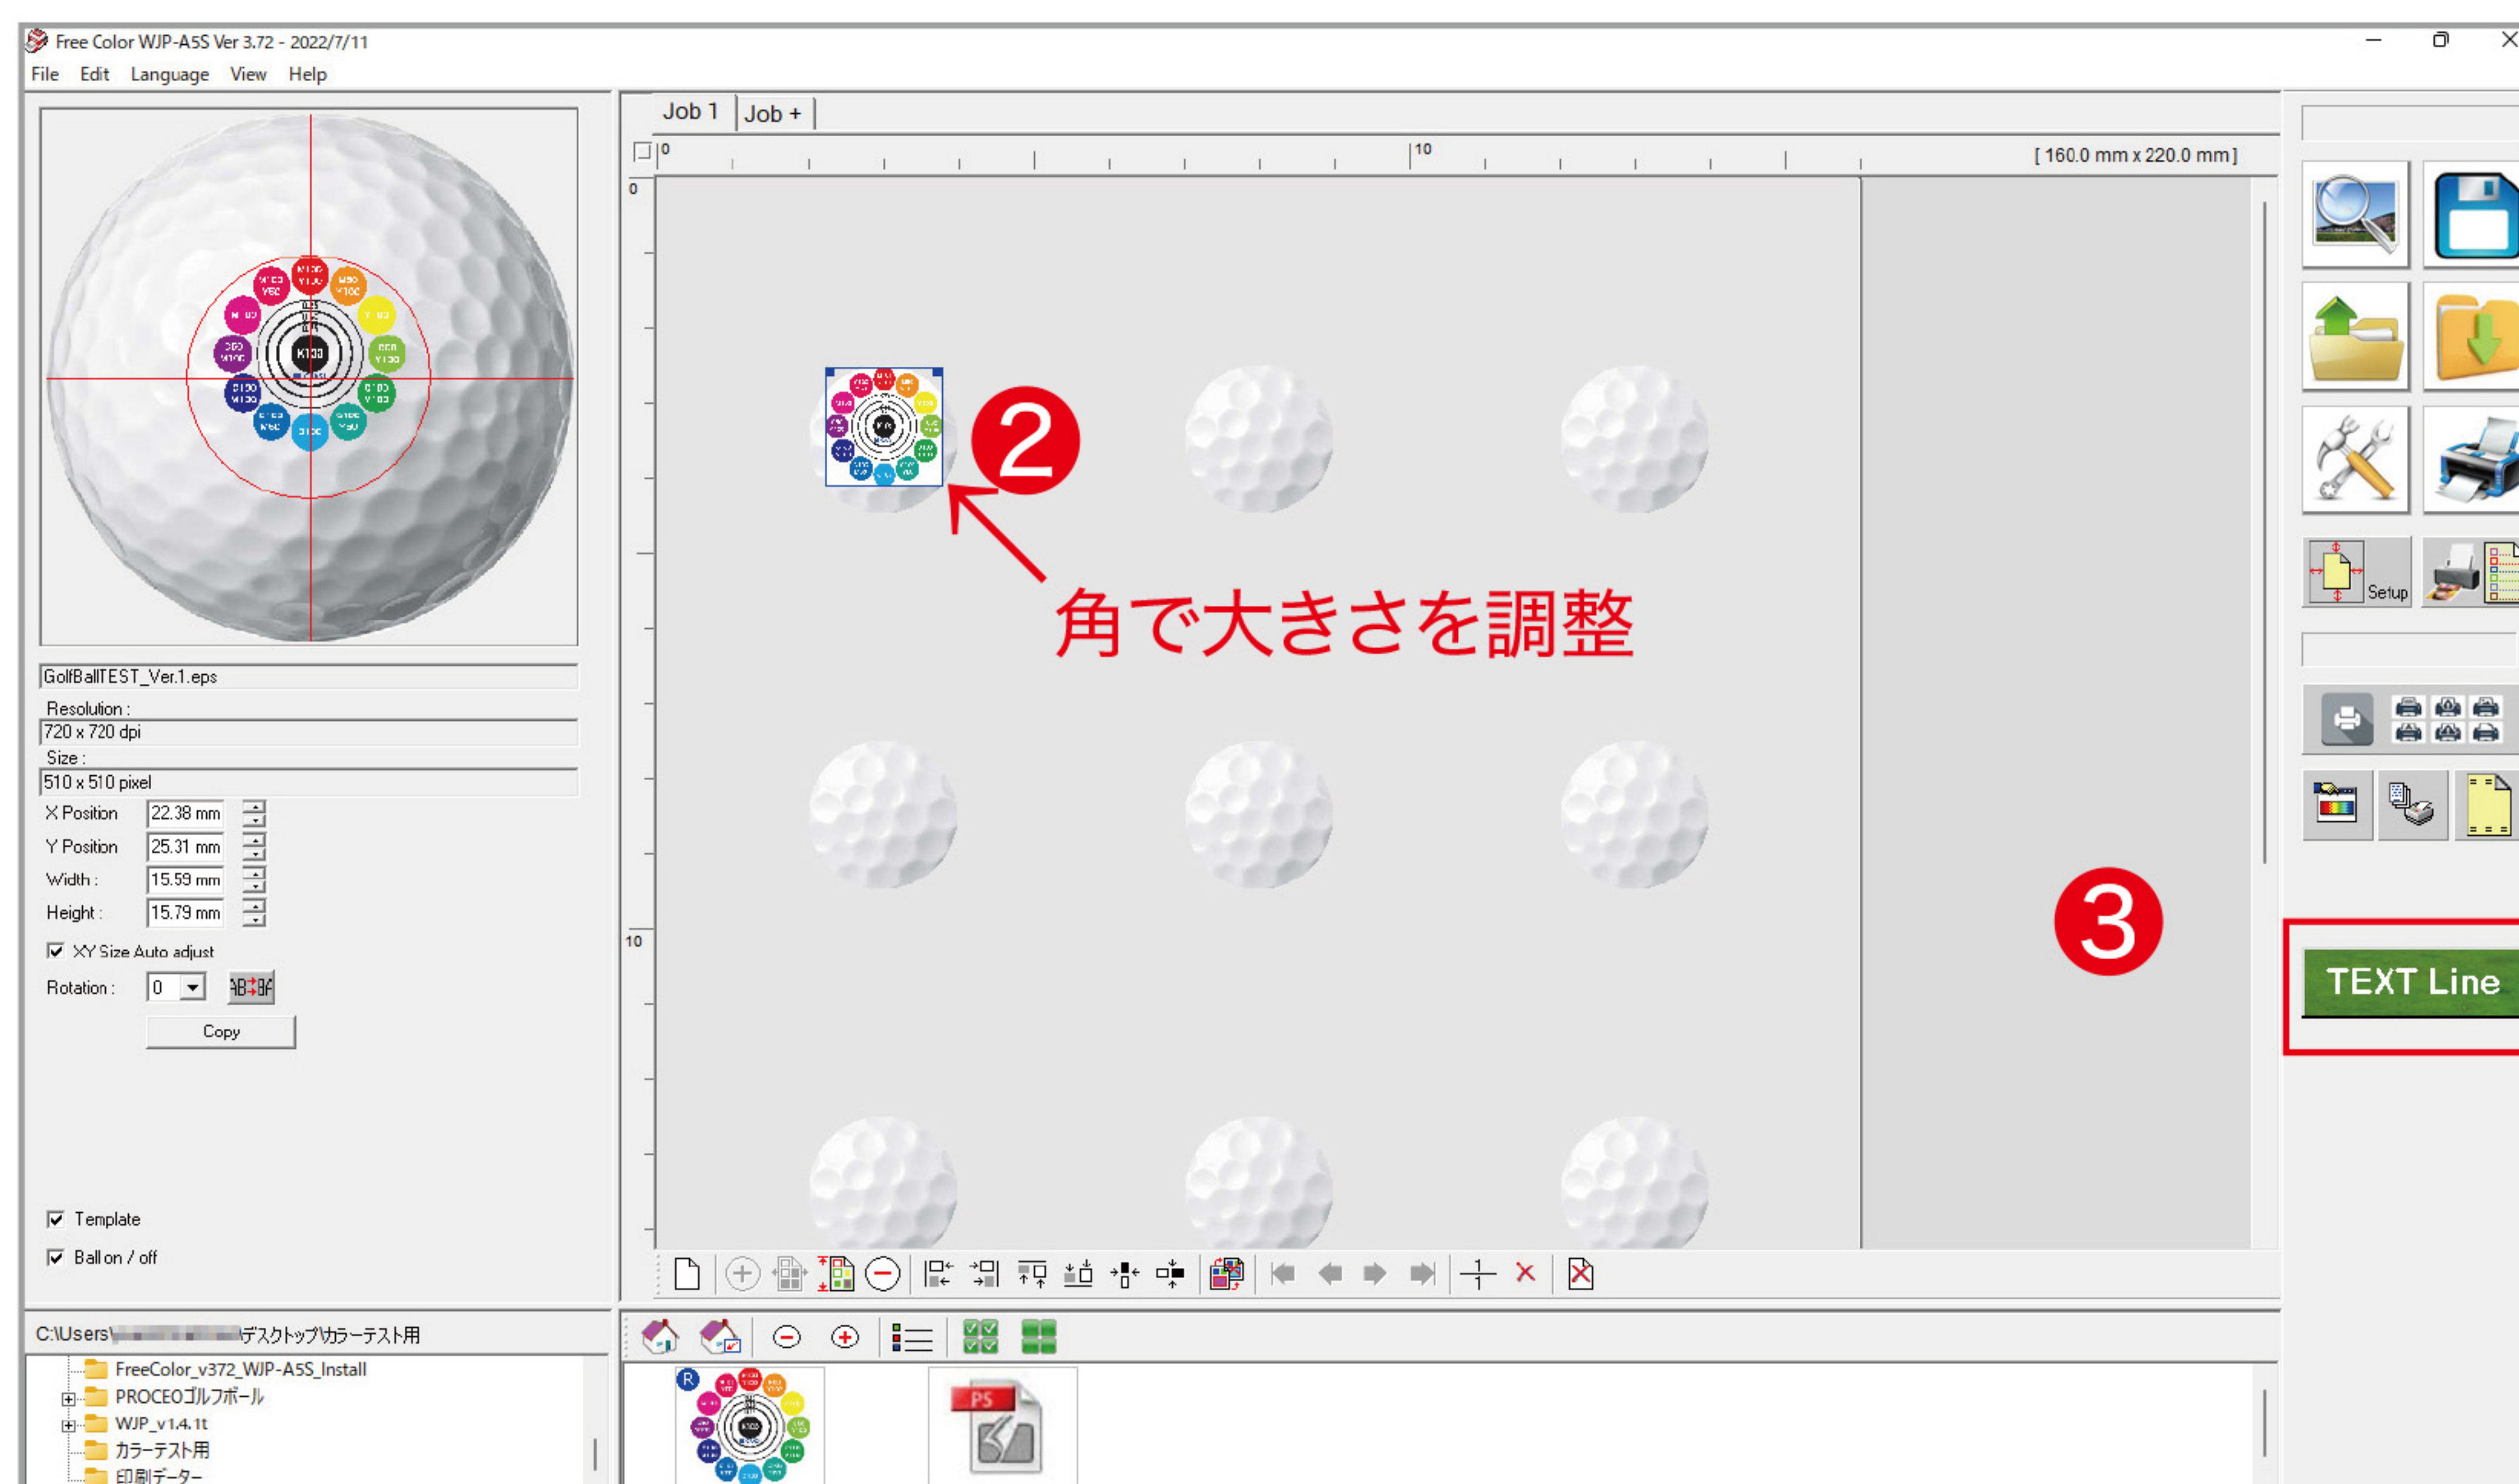 Free Color WJP-A5S Ver 3.72 - 2022/7/11
File Edit Language View Help
Job 1 Job +
0 10 [ 160.0 mm x 220.0 mm ]
0
10
K100
2
角で大きさを調整
3
GolfBallTEST_Ver.1.eps
Resolution :
720 x 720 dpi
Size :
510 x 510 pixel
X Position 22.38 mm
Y Position 25.31 mm
Width : 15.59 mm
Height : 15.79 mm
XY Size Auto adjust
Rotation : 0
Copy
Template
Ball on / off
Setup
TEXT Line
C:\Users\ \デスクトップ\カラーテスト用
FreeColor_v372_WJP-A5S_Install
PROCEOゴルフボール
WJP_v1.4.1t
カラーテスト用
印刷データー
R
PS